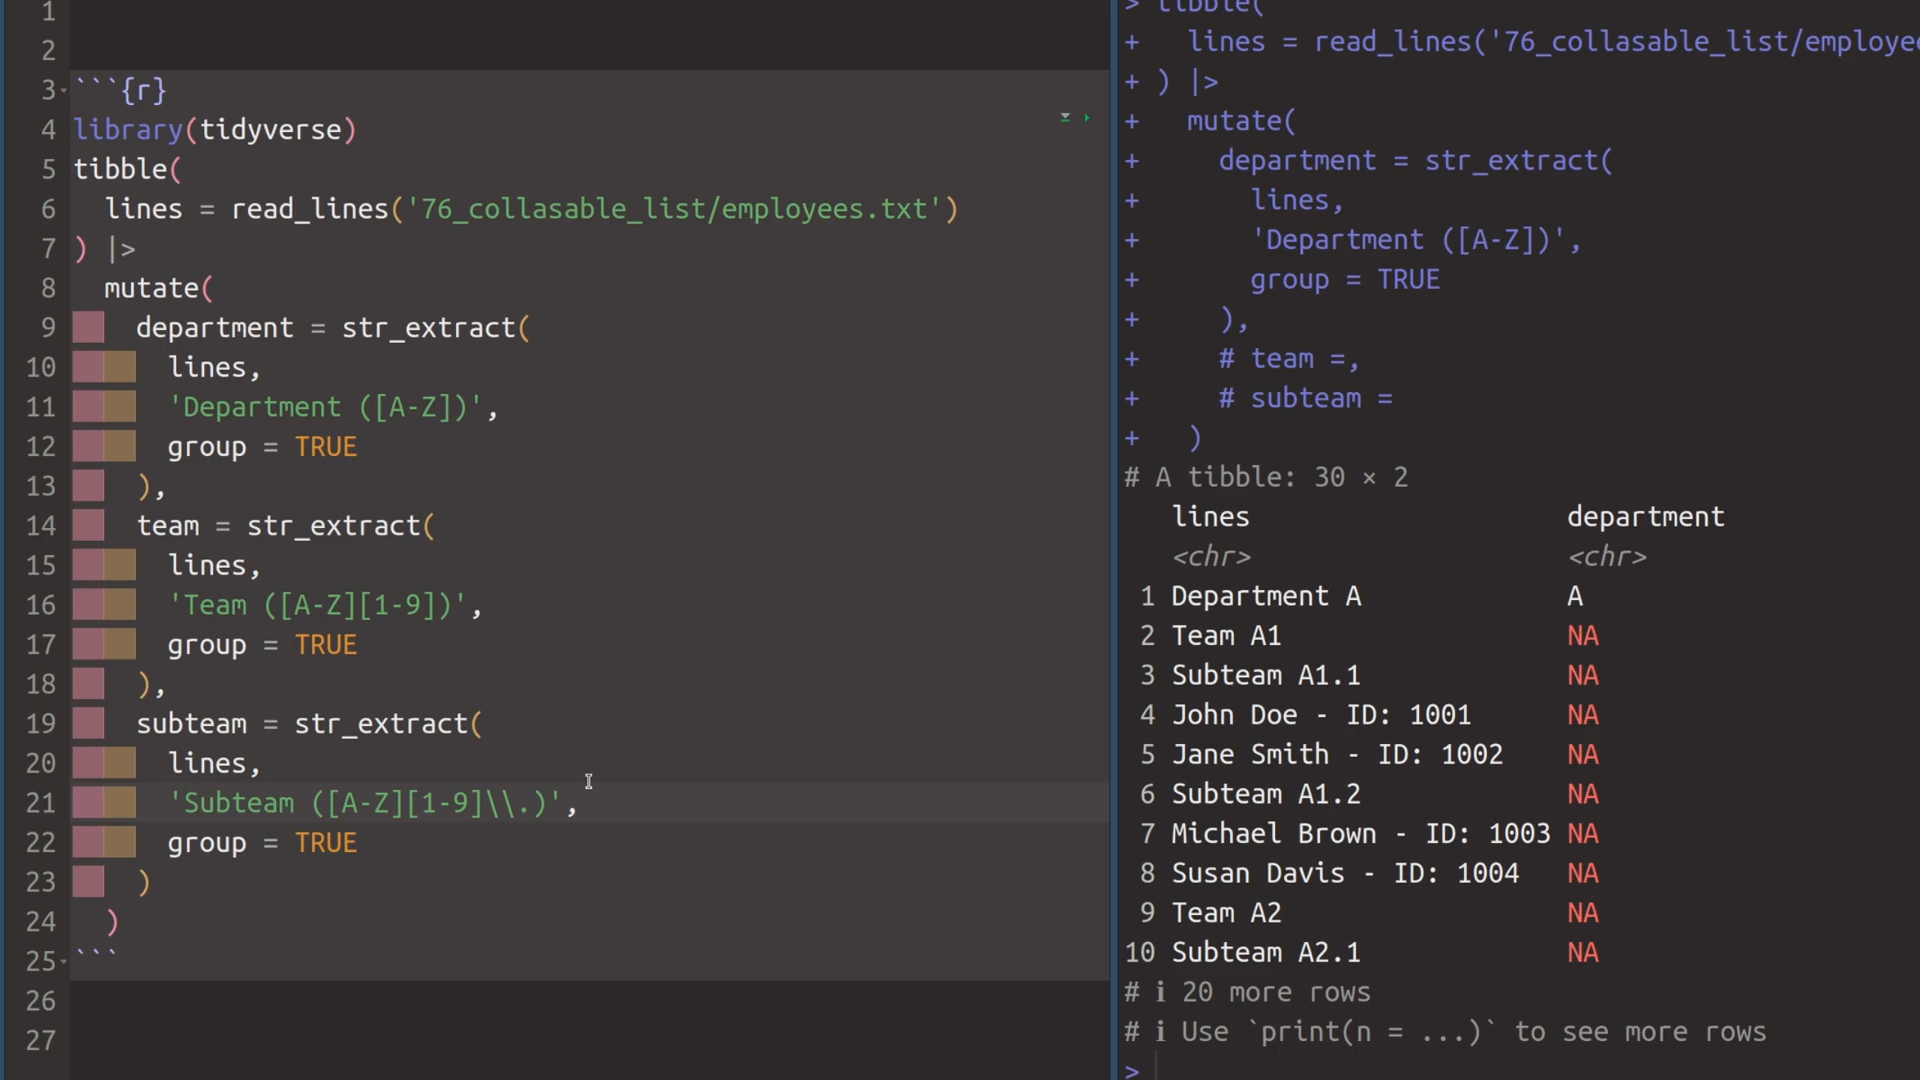 1
2
3 ```{r}
4 library(tidyverse)
5 tibble(
6   lines = read_lines('76_collasable_list/employees.txt')
7 ) |>
8   mutate(
9     department = str_extract(
10       lines,
11       'Department ([A-Z])',
12       group = TRUE
13     ),
14     team = str_extract(
15       lines,
16       'Team ([A-Z][1-9])',
17       group = TRUE
18     ),
19     subteam = str_extract(
20       lines,
21       'Subteam ([A-Z][1-9]\\.)',
22       group = TRUE
23     )
24   )
25 ```
26
27
> tibble(
+   lines = read_lines('76_collasable_list/employee
+ ) |>
+   mutate(
+     department = str_extract(
+       lines,
+       'Department ([A-Z])',
+       group = TRUE
+     ),
+     # team =,
+     # subteam =
+   )
# A tibble: 30 × 2
   lines                    department
   <chr>                    <chr>
 1 Department A             A
 2 Team A1                  NA
 3 Subteam A1.1             NA
 4 John Doe - ID: 1001      NA
 5 Jane Smith - ID: 1002    NA
 6 Subteam A1.2             NA
 7 Michael Brown - ID: 1003 NA
 8 Susan Davis - ID: 1004   NA
 9 Team A2                  NA
10 Subteam A2.1             NA
# ℹ 20 more rows
# ℹ Use `print(n = ...)` to see more rows
>